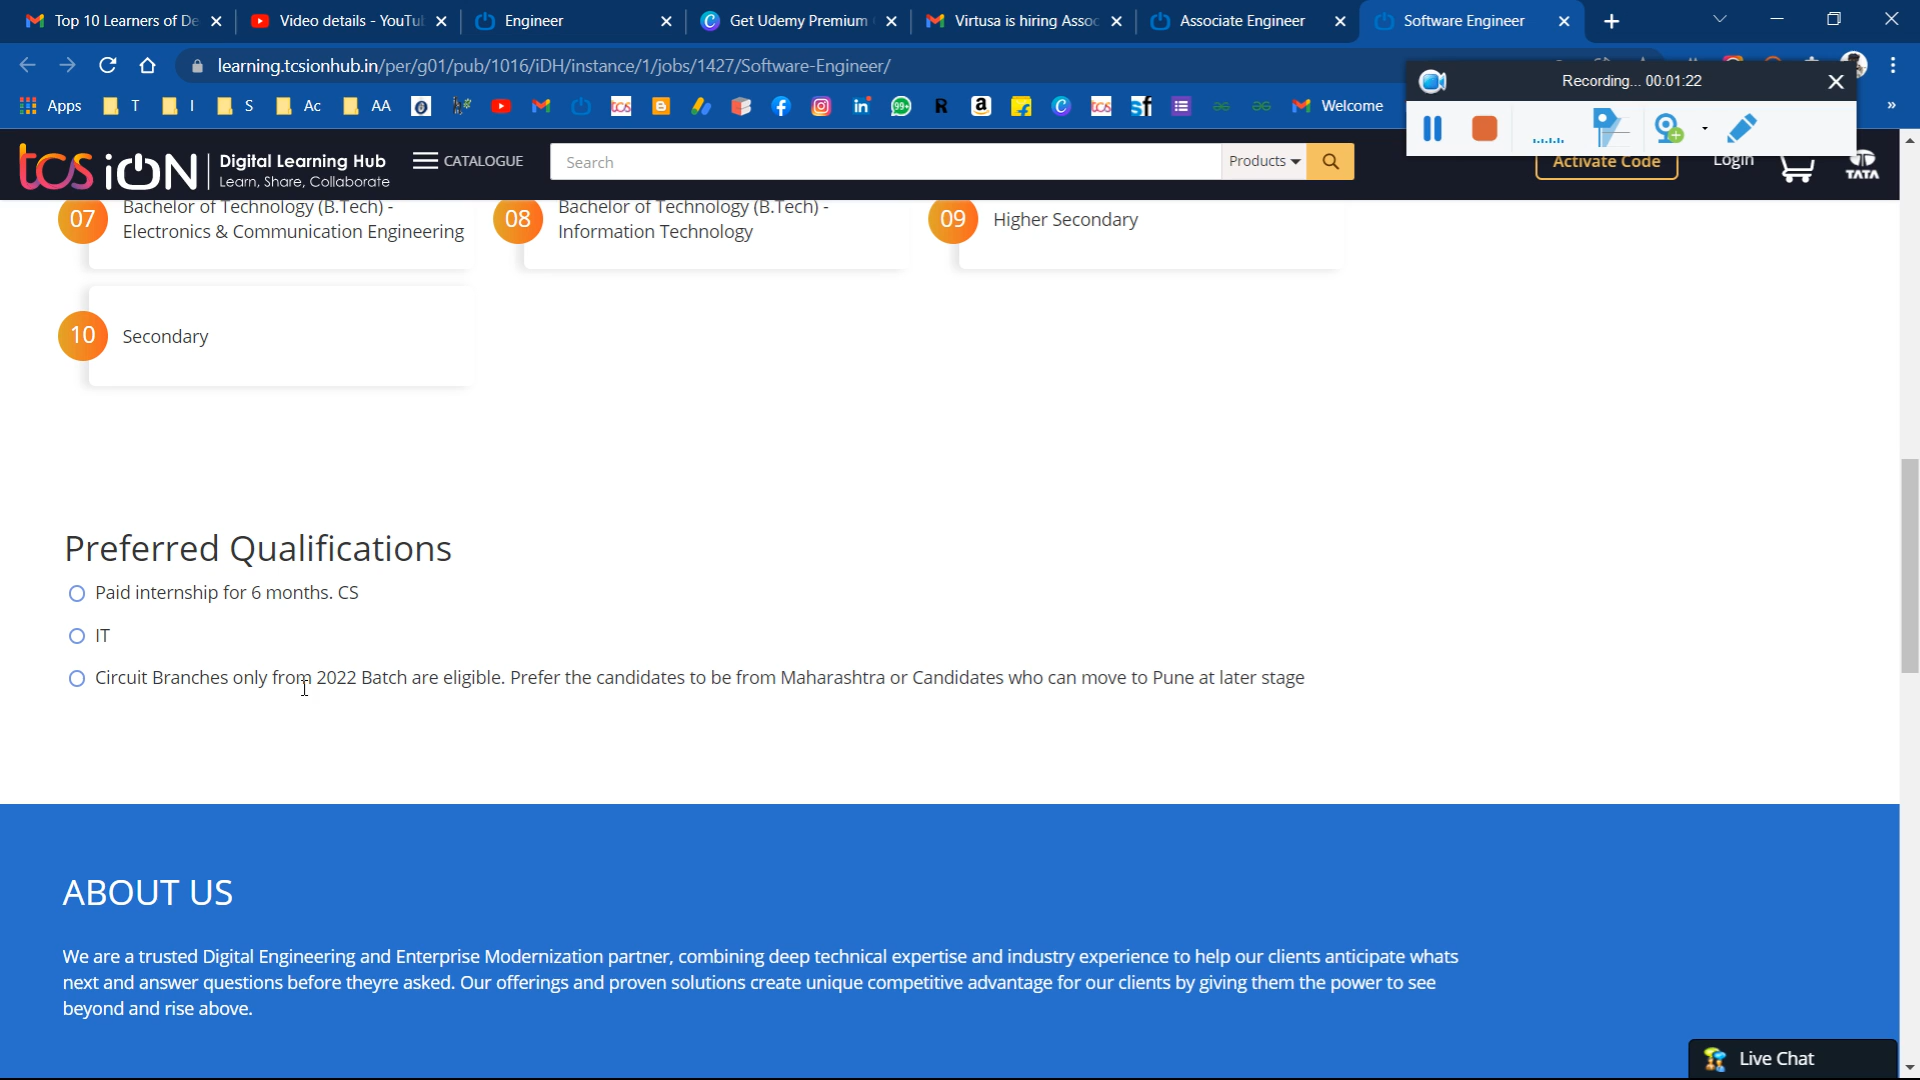 Top 10 Learners of De
Video details - YouTu
Engineer
Get Udemy Premium
Virtusa is hiring Assoc
Associate Engineer
Software Engineer
learning.tcsionhub.in/per/g01/pub/1016/iDH/instance/1/jobs/1427/Software-Engineer/
Recording... 00:01:22
Apps T I S Ac AA Welcome
tcs iON Digital Learning Hub
Learn, Share, Collaborate
CATALOGUE
Search
Products
Activate Code
Login
TATA
07 Bachelor of Technology (B.Tech) -
Electronics & Communication Engineering
08 Bachelor of Technology (B.Tech) -
Information Technology
09 Higher Secondary
10 Secondary
Preferred Qualifications
Paid internship for 6 months. CS
IT
Circuit Branches only from 2022 Batch are eligible. Prefer the candidates to be from Maharashtra or Candidates who can move to Pune at later stage
ABOUT US
We are a trusted Digital Engineering and Enterprise Modernization partner, combining deep technical expertise and industry experience to help our clients anticipate whats
next and answer questions before theyre asked. Our offerings and proven solutions create unique competitive advantage for our clients by giving them the power to see
beyond and rise above.
Live Chat